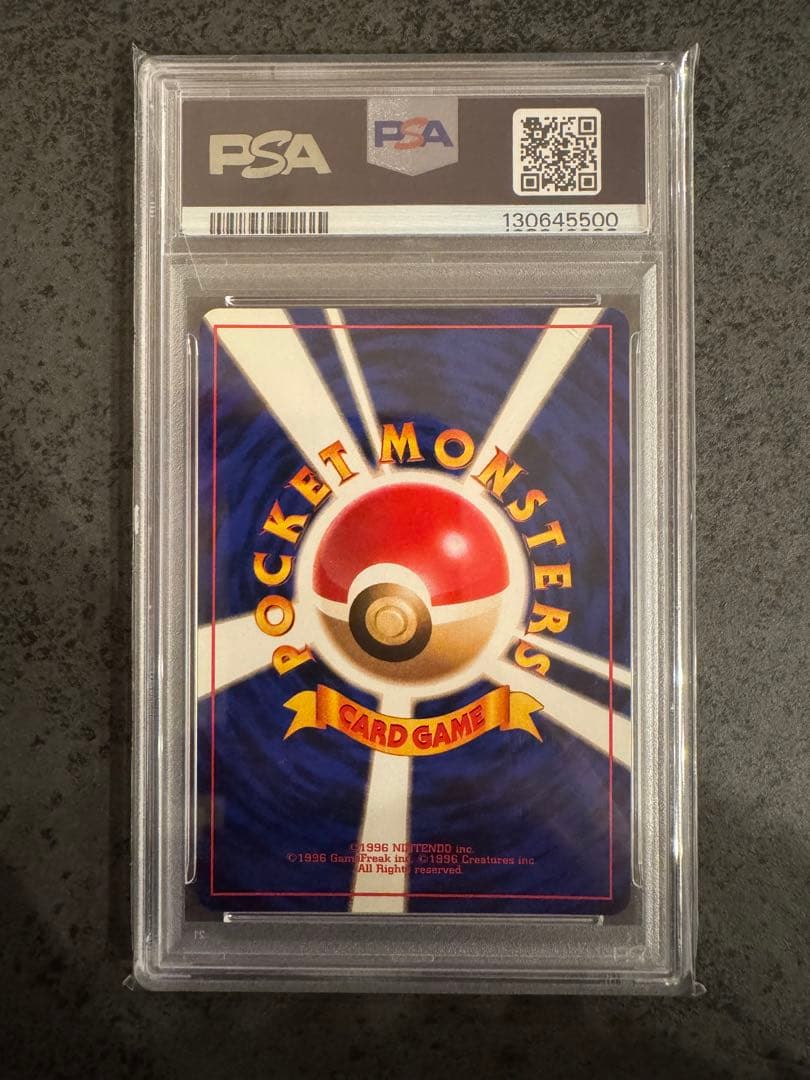 PSA
PSA
130645500
POCKET MONSTERS
CARD GAME
©1996 NINTENDO inc.
©1996 GameFreak inc. ©1996 Creatures inc.
All Rights reserved.